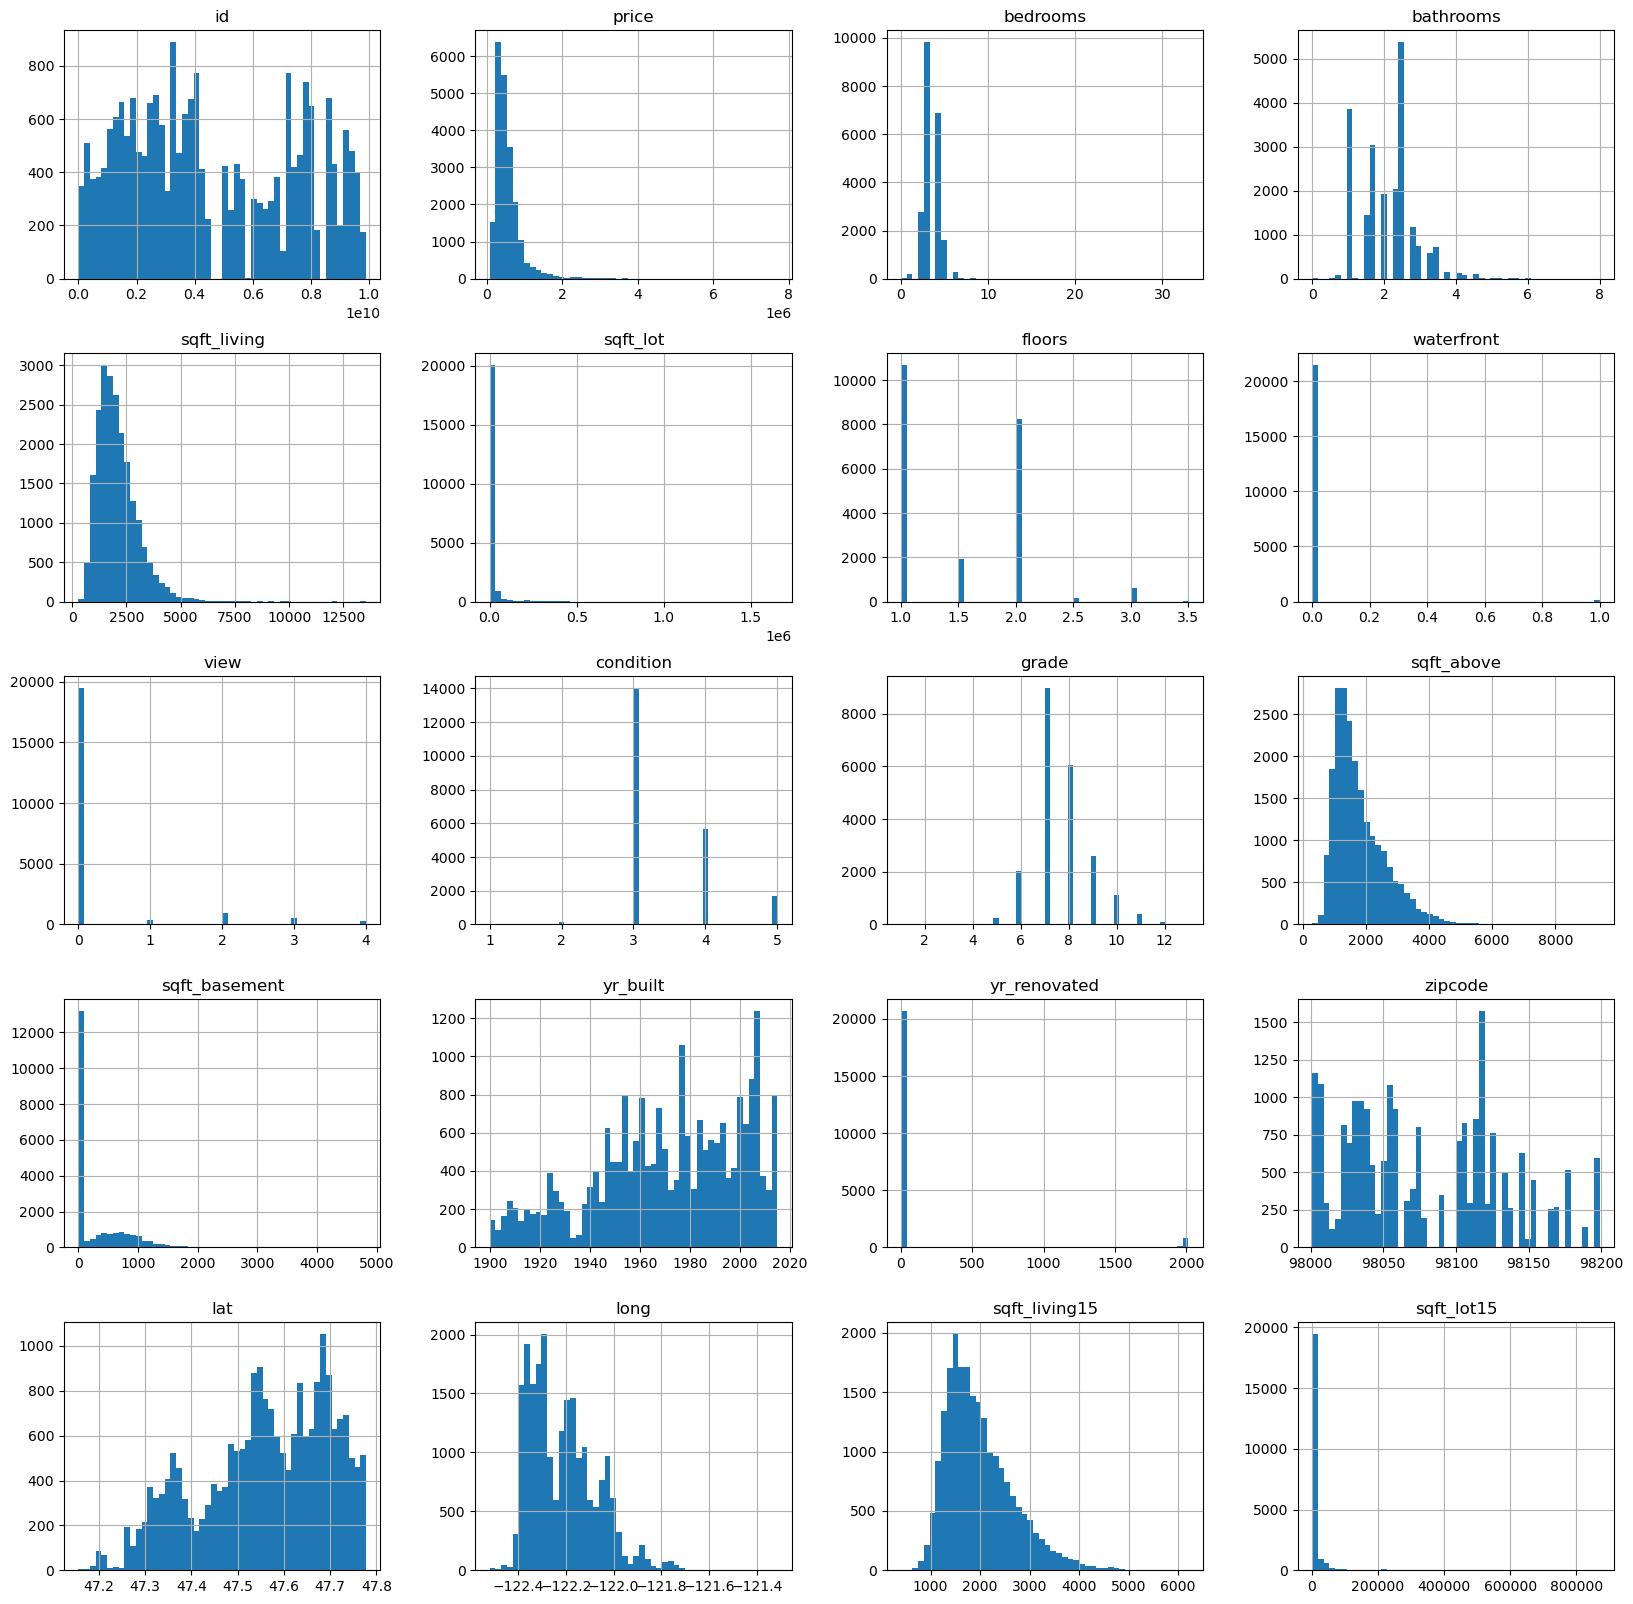 id
800
600
400
200
0
0.0 0.2 0.4 0.6 0.8 1.0
1e10
price
6000
5000
4000
3000
2000
1000
0
0 2 4 6 8
1e6
bedrooms
10000
8000
6000
4000
2000
0
0 10 20 30
bathrooms
5000
4000
3000
2000
1000
0
0 2 4 6 8
sqft_living
3000
2500
2000
1500
1000
500
0
0 2500 5000 7500 10000 12500
sqft_lot
20000
15000
10000
5000
0
0.0 0.5 1.0 1.5
1e6
floors
10000
8000
6000
4000
2000
0
1.0 1.5 2.0 2.5 3.0 3.5
waterfront
20000
15000
10000
5000
0
0.0 0.2 0.4 0.6 0.8 1.0
view
20000
15000
10000
5000
0
0 1 2 3 4
condition
14000
12000
10000
8000
6000
4000
2000
0
1 2 3 4 5
grade
8000
6000
4000
2000
0
2 4 6 8 10 12
sqft_above
2500
2000
1500
1000
500
0
0 2000 4000 6000 8000
sqft_basement
12000
10000
8000
6000
4000
2000
0
0 1000 2000 3000 4000 5000
yr_built
1200
1000
800
600
400
200
0
1900 1920 1940 1960 1980 2000 2020
yr_renovated
20000
15000
10000
5000
0
0 500 1000 1500 2000
zipcode
1500
1250
1000
750
500
250
0
98000 98050 98100 98150 98200
lat
1000
800
600
400
200
0
47.2 47.3 47.4 47.5 47.6 47.7 47.8
long
2000
1500
1000
500
0
−122.4 −122.2 −122.0 −121.8 −121.6 −121.4
sqft_living15
2000
1750
1500
1250
1000
750
500
250
0
1000 2000 3000 4000 5000 6000
sqft_lot15
20000
15000
10000
5000
0
0 200000 400000 600000 800000